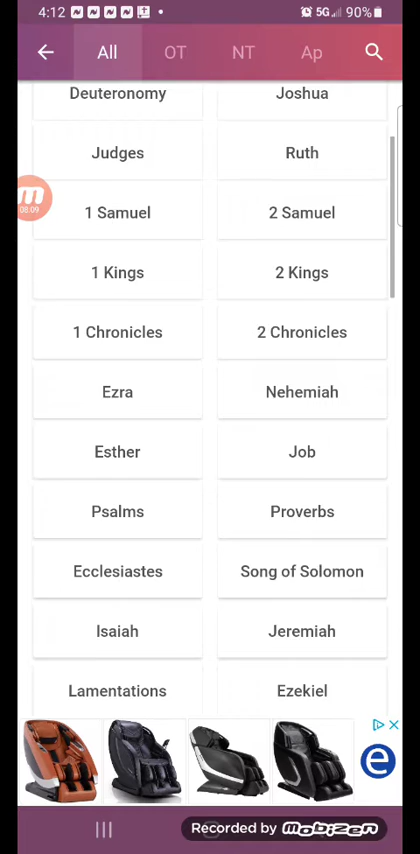 4:12 5G 90%
All OT NT Ap
Deuteronomy Joshua
Judges Ruth
m
08:09
1 Samuel 2 Samuel
1 Kings 2 Kings
1 Chronicles 2 Chronicles
Ezra Nehemiah
Esther Job
Psalms Proverbs
Ecclesiastes Song of Solomon
Isaiah Jeremiah
Lamentations Ezekiel
e
Recorded by mobizen